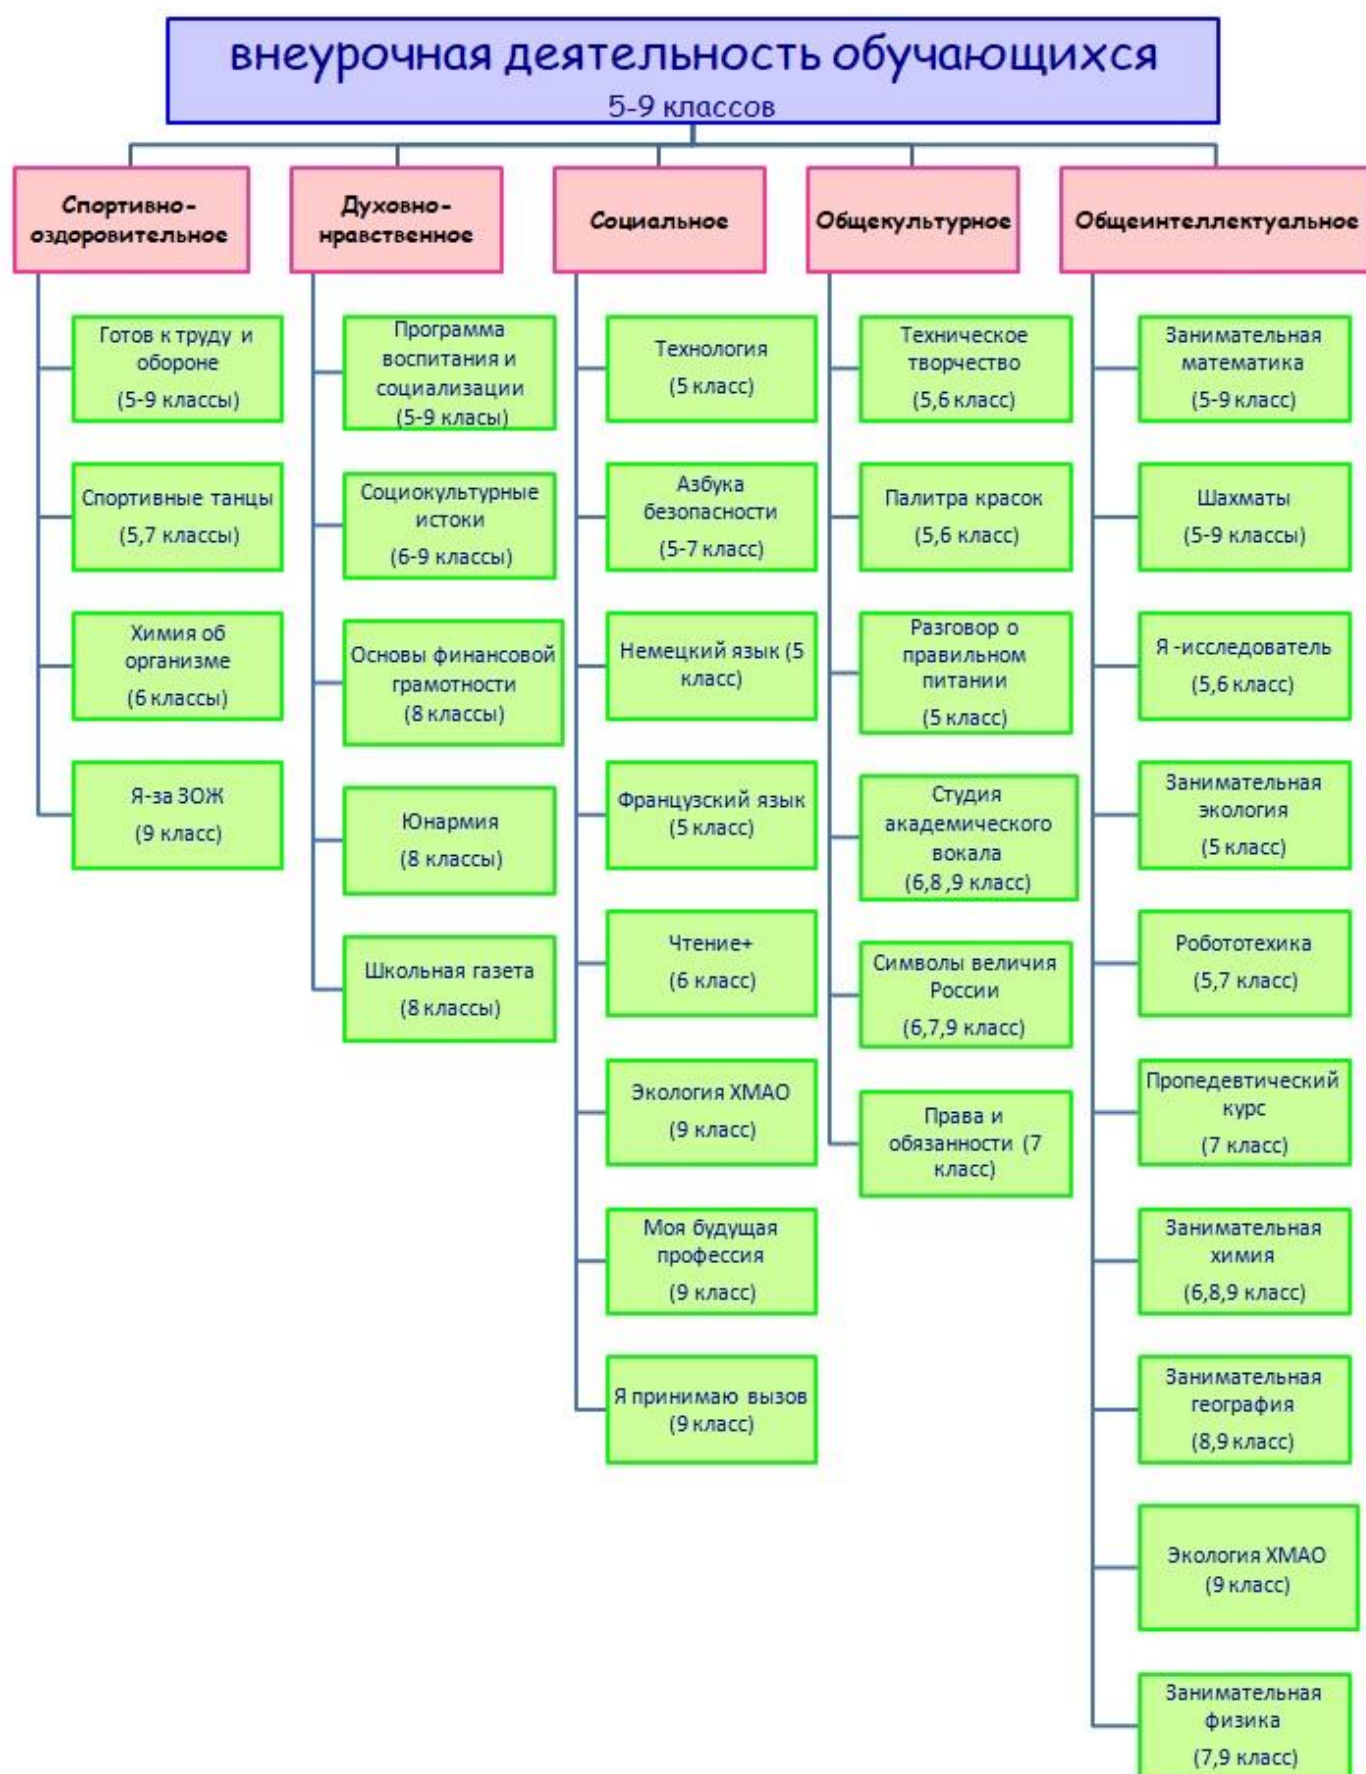 внеурочная деятельность обучающихся
5-9 классов
Спортивно-
оздоровительное
Готов к труду и
обороне
(5-9 классы)
Спортивные танцы
(5,7 классы)
Химия об
организме
(6 классы)
Я-за ЗОЖ
(9 класс)
Духовно-
нравственное
Программа
воспитания и
социализации
(5-9 класы)
Социокультурные
истоки
(6-9 классы)
Основы финансовой
грамотности
(8 классы)
Юнармия
(8 классы)
Школьная газета
(8 классы)
Социальное
Технология
(5 класс)
Азбука
безопасности
(5-7 класс)
Немецкий язык (5
класс)
Французский язык
(5 класс)
Чтение+
(6 класс)
Экология ХМАО
(9 класс)
Моя будущая
профессия
(9 класс)
Я принимаю вызов
(9 класс)
Общекультурное
Техническое
творчество
(5,6 класс)
Палитра красок
(5,6 класс)
Разговор о
правильном
питании
(5 класс)
Студия
академического
вокала
(6,8 ,9 класс)
Символы величия
России
(6,7,9 класс)
Права и
обязанности (7
класс)
Общеинтеллектуальное
Занимательная
математика
(5-9 класс)
Шахматы
(5-9 классы)
Я -исследователь
(5,6 класс)
Занимательная
экология
(5 класс)
Робототехика
(5,7 класс)
Пропедевтический
курс
(7 класс)
Занимательная
химия
(6,8,9 класс)
Занимательная
география
(8,9 класс)
Экология ХМАО
(9 класс)
Занимательная
физика
(7,9 класс)